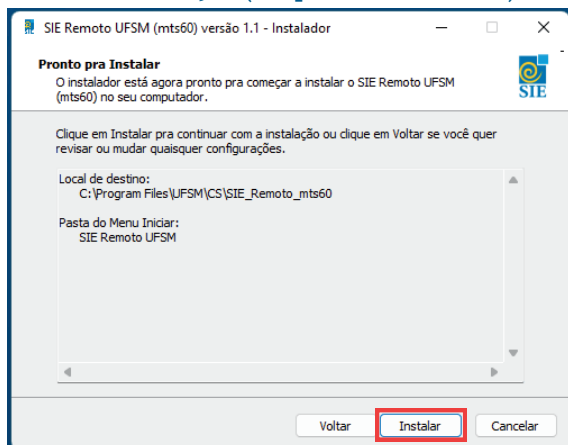 SIE Remoto UFSM (mts60) versão 1.1 - Instalador
Pronto pra Instalar
O instalador está agora pronto pra começar a instalar o SIE Remoto UFSM
(mts60) no seu computador.
SIE
Clique em Instalar pra continuar com a instalação ou clique em Voltar se você quer
revisar ou mudar quaisquer configurações.
Local de destino:
C:\Program Files\UFSM\CS\SIE_Remoto_mts60
Pasta do Menu Iniciar:
SIE Remoto UFSM
Voltar Instalar Cancelar